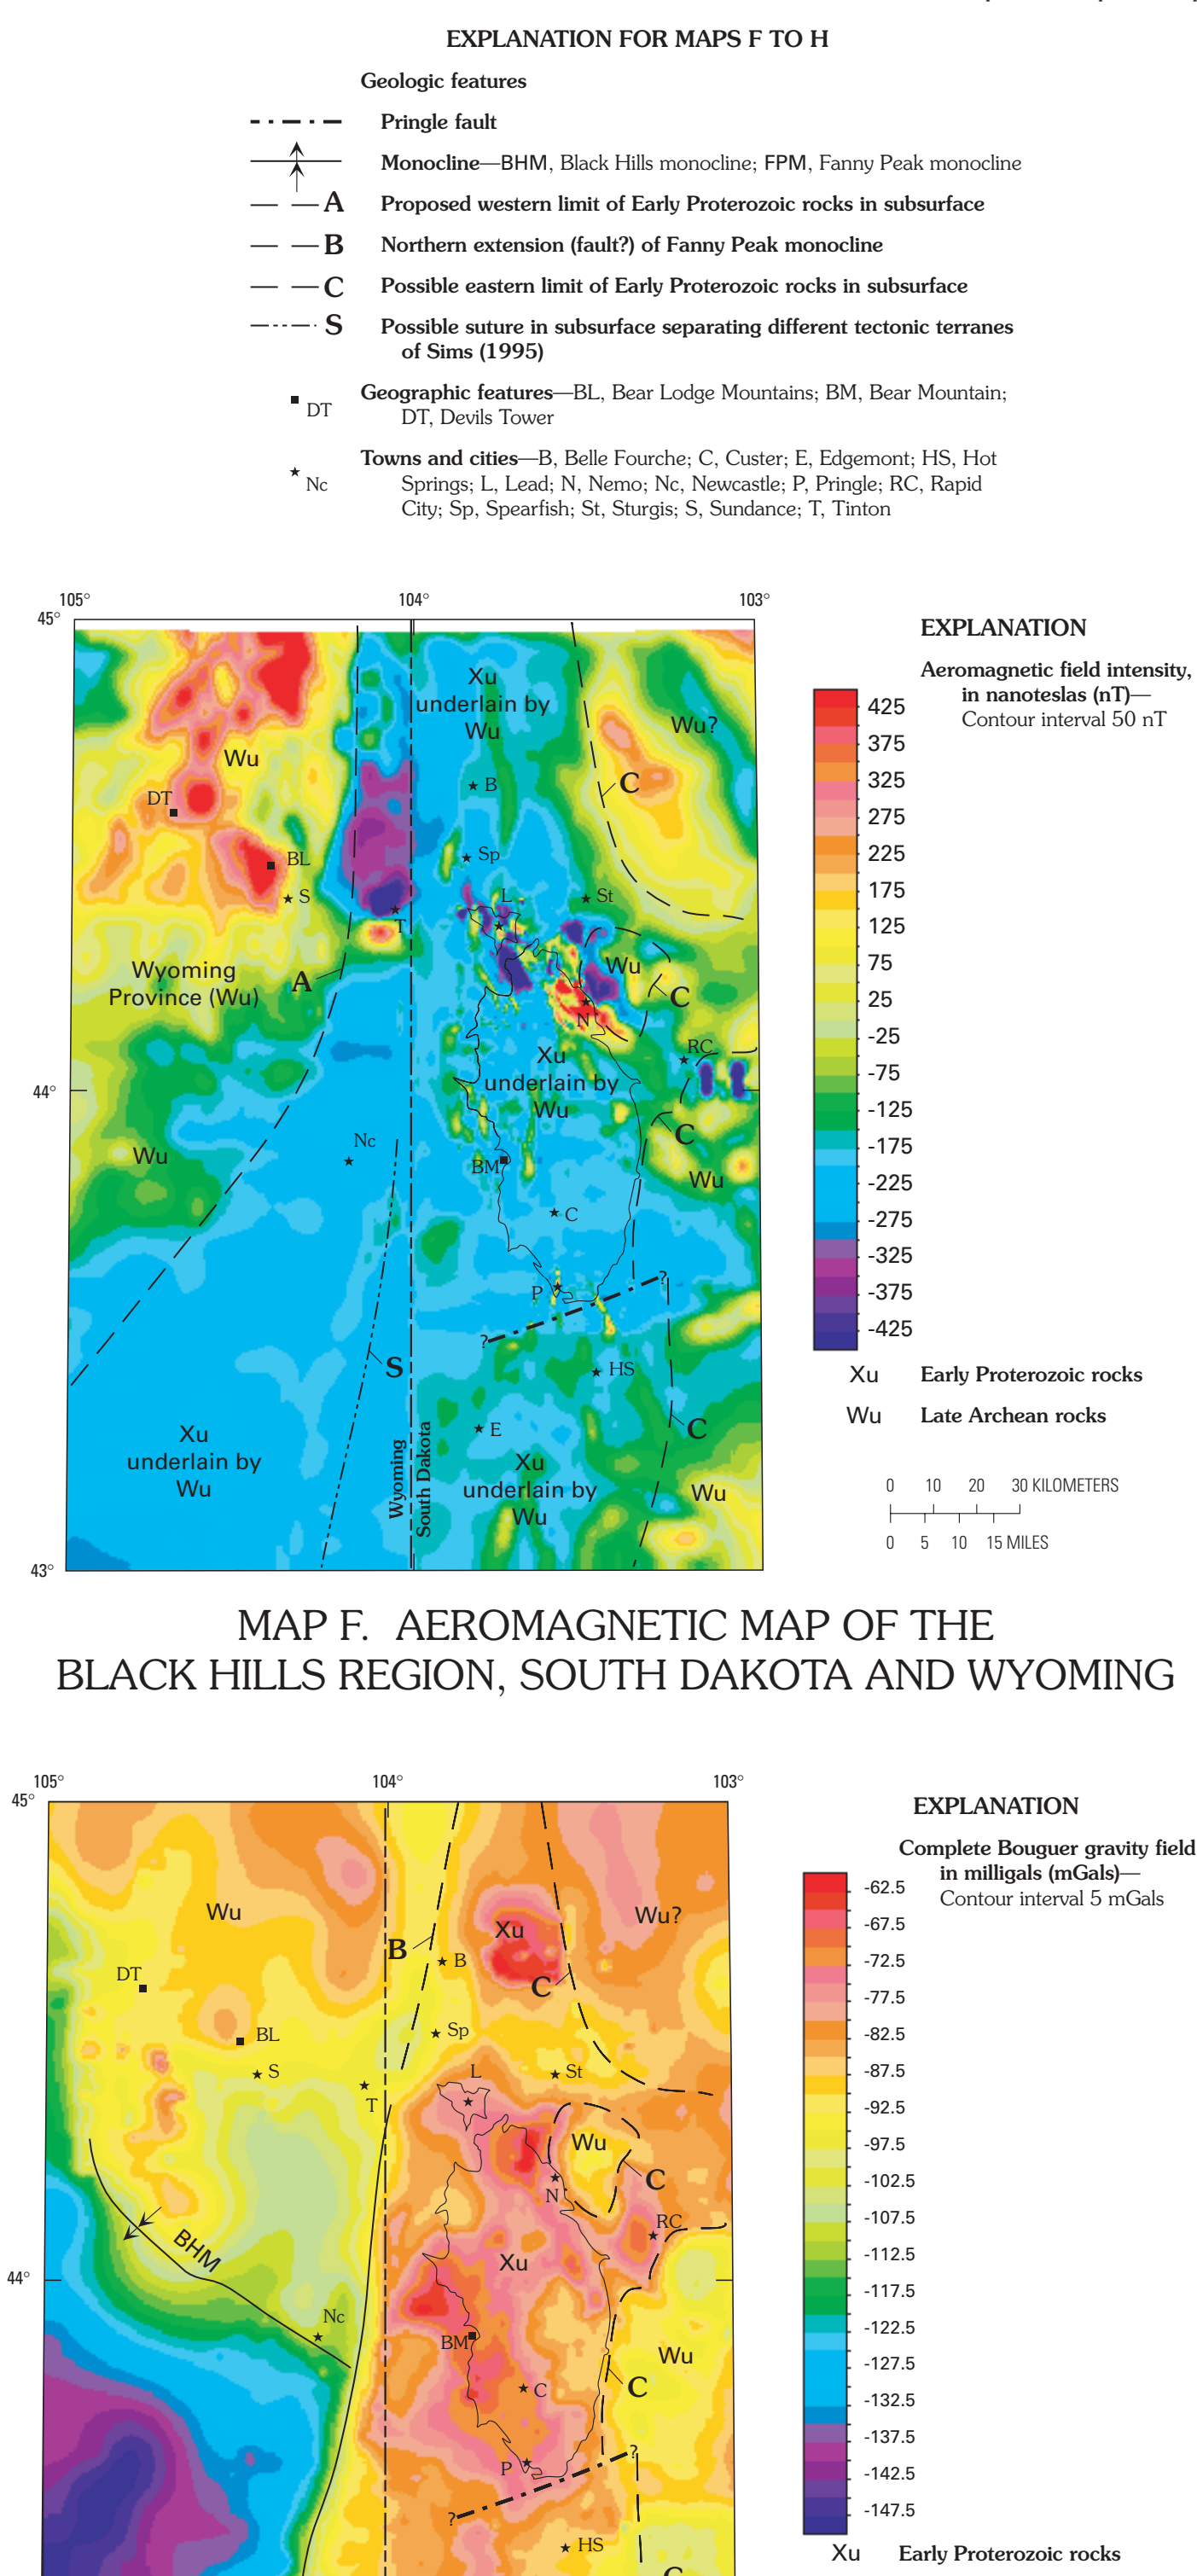 EXPLANATION FOR MAPS F TO H
Geologic features
Pringle fault
Monocline—BHM, Black Hills monocline; FPM, Fanny Peak monocline
A Proposed western limit of Early Proterozoic rocks in subsurface
B Northern extension (fault?) of Fanny Peak monocline
C Possible eastern limit of Early Proterozoic rocks in subsurface
S Possible suture in subsurface separating different tectonic terranes
of Sims (1995)
DT
Geographic features—BL, Bear Lodge Mountains; BM, Bear Mountain;
DT, Devils Tower
Nc
Towns and cities—B, Belle Fourche; C, Custer; E, Edgemont; HS, Hot
Springs; L, Lead; N, Nemo; Nc, Newcastle; P, Pringle; RC, Rapid
City; Sp, Spearfish; St, Sturgis; S, Sundance; T, Tinton
105°
104°
103°
45°
Xu
underlain by
Wu
Wu?
Wu
DT
B
C
BL
Sp
S
L
St
T
Wyoming
Province (Wu)
A
Wu
C
N
RC
Xu
underlain by
Wu
44°
Nc
C
Wu
BM
Wu
C
P
?
?
S
HS
E
C
Xu
underlain by
Wu
Wyoming
South Dakota
Xu
underlain by
Wu
Wu
43°
EXPLANATION
Aeromagnetic field intensity,
in nanoteslas (nT)—
Contour interval 50 nT
425
375
325
275
225
175
125
75
25
-25
-75
-125
-175
-225
-275
-325
-375
-425
Xu Early Proterozoic rocks
Wu Late Archean rocks
0 10 20 30 KILOMETERS
0 5 10 15 MILES
MAP F. AEROMAGNETIC MAP OF THE
BLACK HILLS REGION, SOUTH DAKOTA AND WYOMING
105°
104°
103°
45°
Wu
Xu
Wu?
B
B
DT
C
BL
Sp
S
L
St
T
Wu
C
N
RC
BHM
Xu
44°
Nc
BM
Wu
C
C
P
?
?
HS
C
EXPLANATION
Complete Bouguer gravity field
in milligals (mGals)—
Contour interval 5 mGals
-62.5
-67.5
-72.5
-77.5
-82.5
-87.5
-92.5
-97.5
-102.5
-107.5
-112.5
-117.5
-122.5
-127.5
-132.5
-137.5
-142.5
-147.5
Xu Early Proterozoic rocks